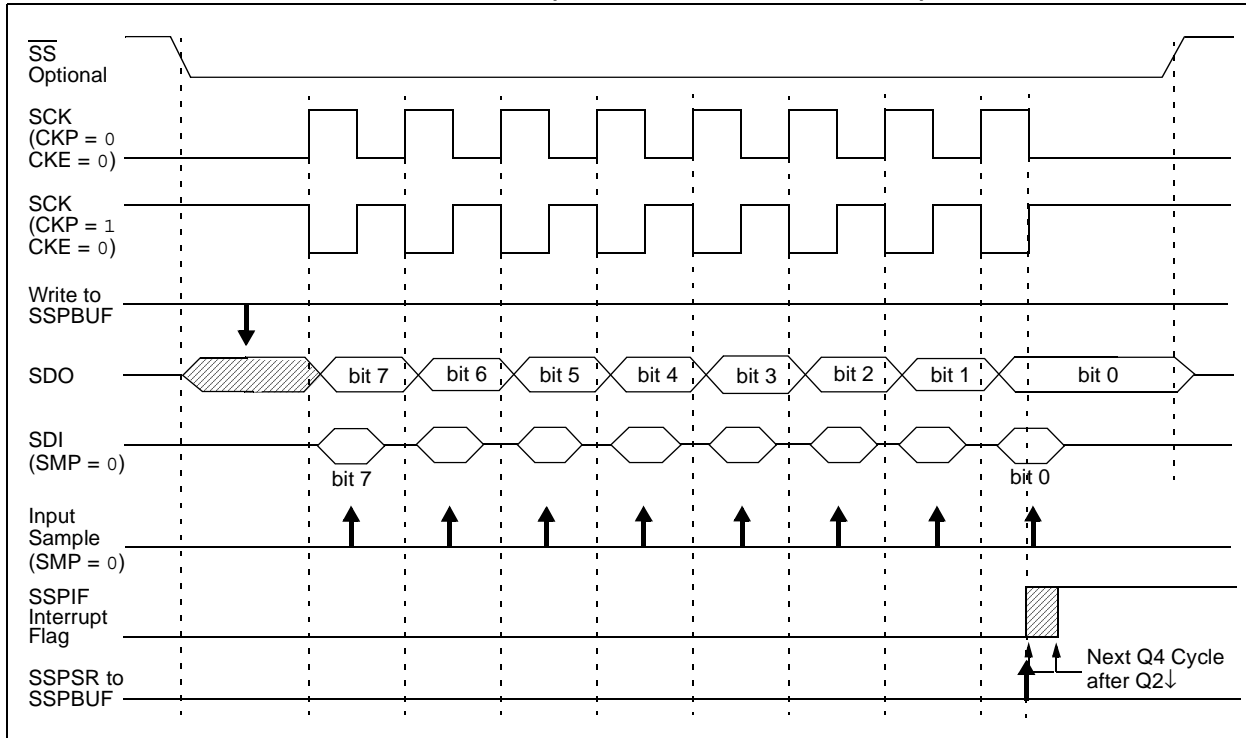 SS
Optional
SCK
(CKP = 0
CKE = 0)
SCK
(CKP = 1
CKE = 0)
Write to
SSPBUF
SDO
bit 7 bit 6 bit 5 bit 4 bit 3 bit 2 bit 1 bit 0
SDI
(SMP = 0)
bit 7 bit 0
Input
Sample
(SMP = 0)
SSPIF
Interrupt
Flag
Next Q4 Cycle
after Q2↓
SSPSR to
SSPBUF